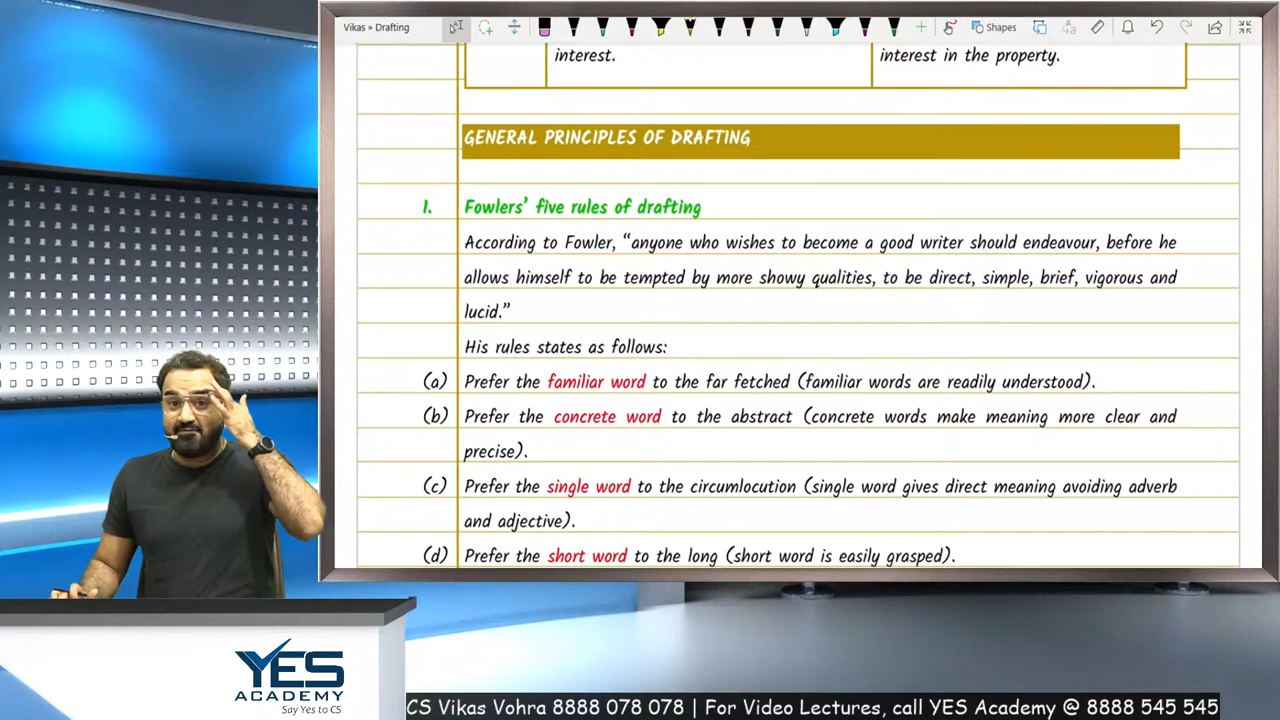 Vikas » Drafting
Shapes
interest.
interest in the property.
GENERAL PRINCIPLES OF DRAFTING
1. Fowlers’ five rules of drafting
According to Fowler, “anyone who wishes to become a good writer should endeavour, before he
allows himself to be tempted by more showy qualities, to be direct, simple, brief, vigorous and
lucid.”
His rules states as follows:
(a) Prefer the familiar word to the far fetched (familiar words are readily understood).
(b) Prefer the concrete word to the abstract (concrete words make meaning more clear and
precise).
(c) Prefer the single word to the circumlocution (single word gives direct meaning avoiding adverb
and adjective).
(d) Prefer the short word to the long (short word is easily grasped).
YES
ACADEMY
Say Yes to CS
CS Vikas Vohra 8888 078 078 | For Video Lectures, call YES Academy @ 8888 545 545